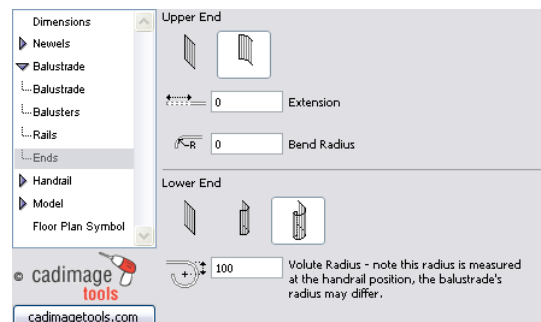 Dimensions
Newels
Balustrade
Balustrade
Balusters
Rails
Ends
Handrail
Model
Floor Plan Symbol
© cadimage
tools
cadimagetools.com
Upper End
0 Extension
R 0 Bend Radius
Lower End
100 Volute Radius - note this radius is measured
at the handrail position, the balustrade's
radius may differ.